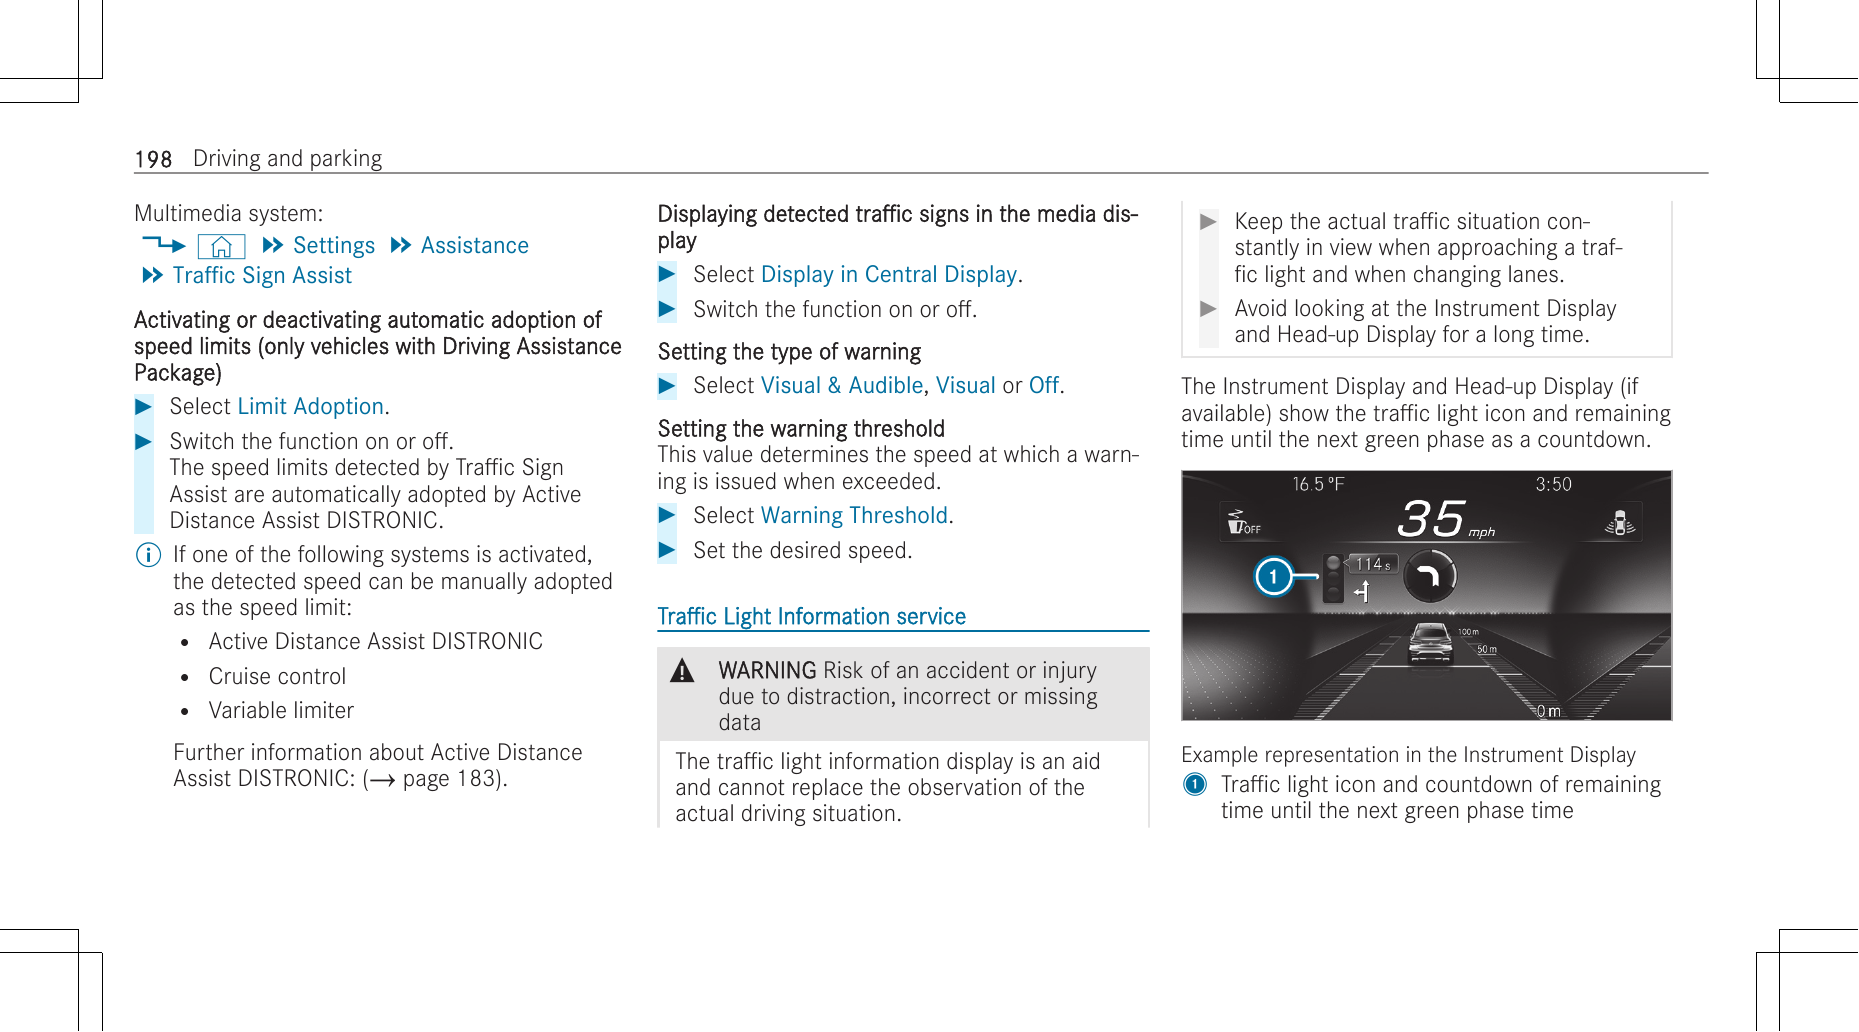 198 Driving and parking
Multimedia system:
Settings Assistance
Traffic Sign Assist
Activating or deactivating automatic adoption of
speed limits (only vehicles with Driving Assistance
Package)
Select Limit Adoption.
Switch the function on or off.
The speed limits detected by Traffic Sign
Assist are automatically adopted by Active
Distance Assist DISTRONIC.
If one of the following systems is activated,
the detected speed can be manually adopted
as the speed limit:
• Active Distance Assist DISTRONIC
• Cruise control
• Variable limiter
Further information about Active Distance
Assist DISTRONIC: (→ page 183).
Displaying detected traffic signs in the media dis-
play
Select Display in Central Display.
Switch the function on or off.
Setting the type of warning
Select Visual & Audible, Visual or Off.
Setting the warning threshold
This value determines the speed at which a warn-
ing is issued when exceeded.
Select Warning Threshold.
Set the desired speed.
Traffic Light Information service
WARNING Risk of an accident or injury
due to distraction, incorrect or missing
data
The traffic light information display is an aid
and cannot replace the observation of the
actual driving situation.
Keep the actual traffic situation con-
stantly in view when approaching a traf-
fic light and when changing lanes.
Avoid looking at the Instrument Display
and Head-up Display for a long time.
The Instrument Display and Head-up Display (if
available) show the traffic light icon and remaining
time until the next green phase as a countdown.
16.5 ºF 3:50
OFF 35 mph
1 114 s
100 m
50 m
0 m
Example representation in the Instrument Display
1 Traffic light icon and countdown of remaining
time until the next green phase time